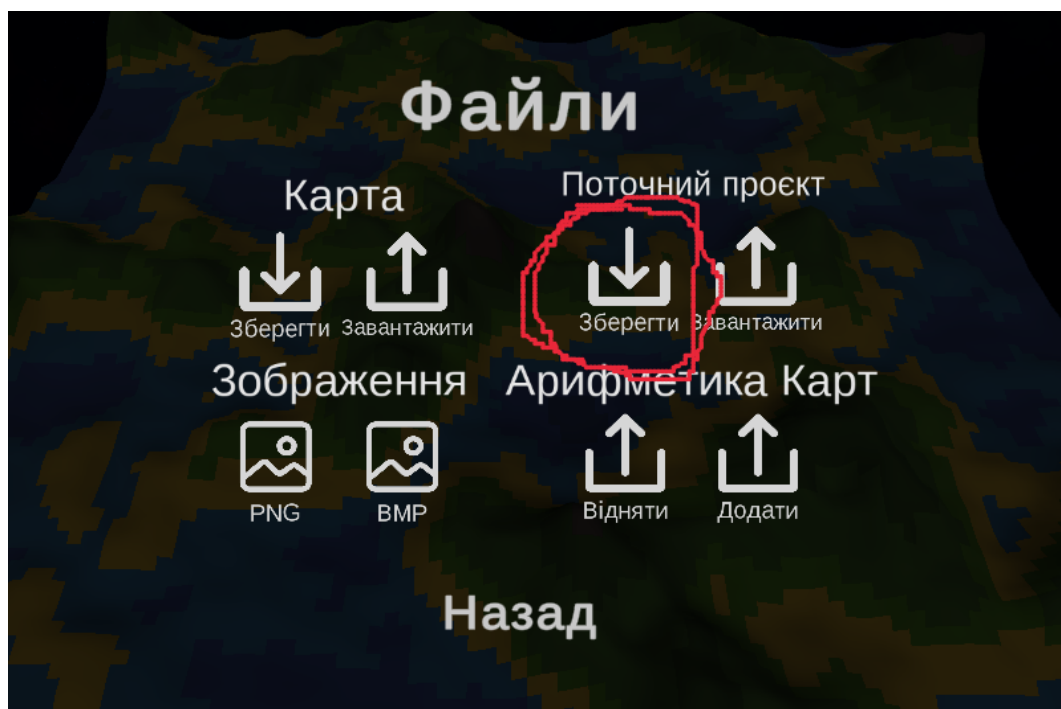 Файли
Карта
Поточний проєкт
Зберегти Завантажити
Зберегти Завантажити
Зображення
Арифметика Карт
PNG BMP
Відняти Додати
Назад